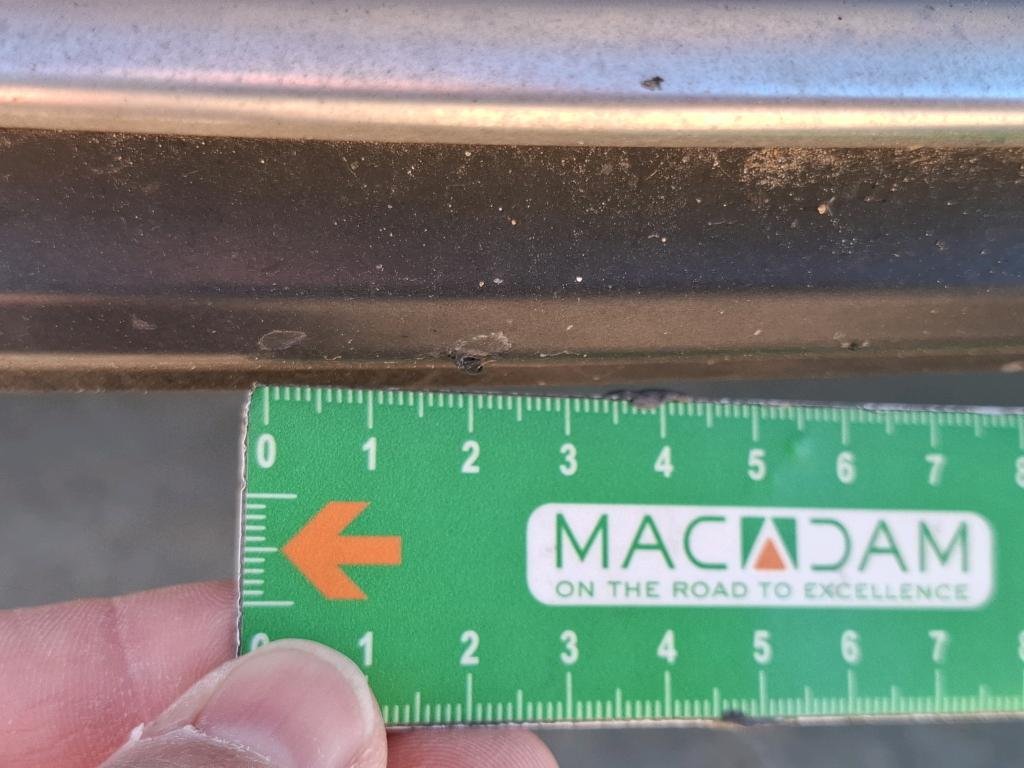 0 1 2 3 4 5 6 7 8
MACADAM
ON THE ROAD TO EXCELLENCE
0 1 2 3 4 5 6 7 8